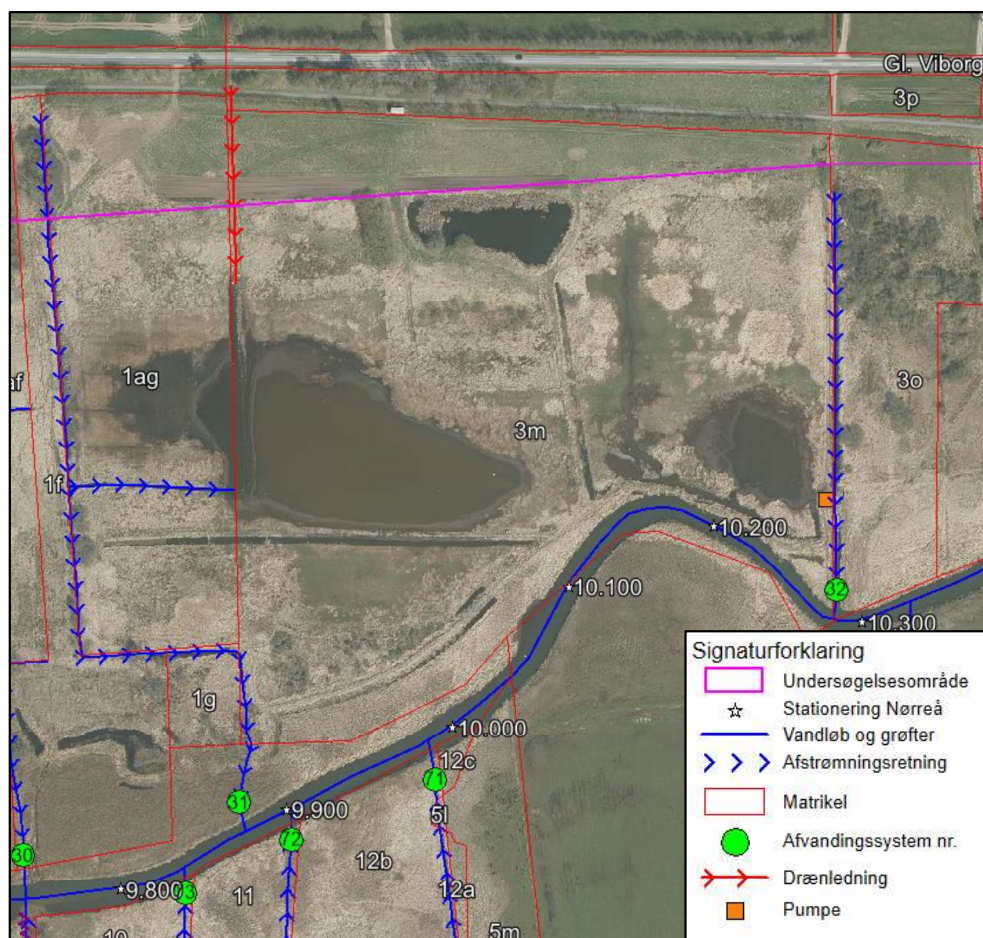 Gl. Viborg
3p
1ag
af
3o
3m
1f
10.200
10.100
32
10.300
1g
10.000
12c
71
31
5l
9.900
72
30
12b
9.800
11
12a
5m
Signaturforklaring
Undersøgelsesområde
Stationering Nørreå
Vandløb og grøfter
Afstrømningsretning
Matrikel
Afvandingssystem nr.
Drænledning
Pumpe